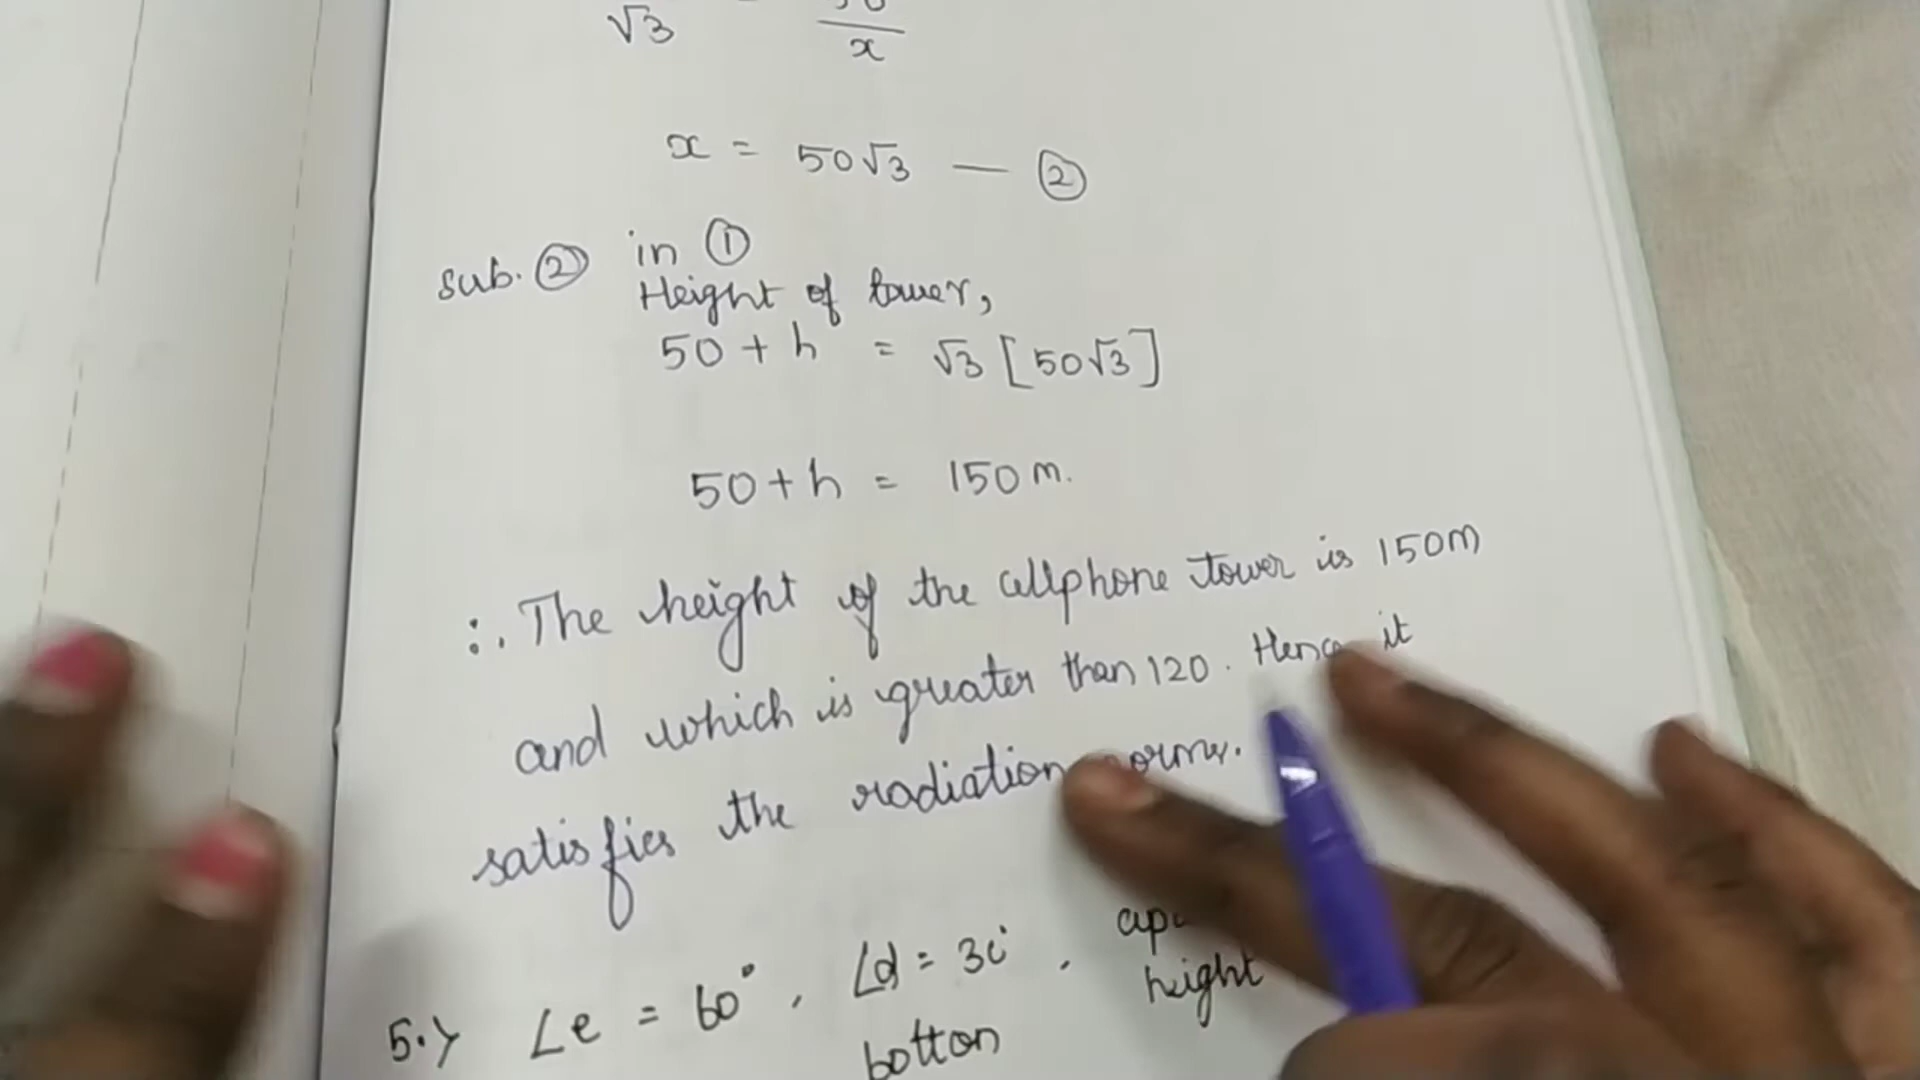 √3
x
x = 50√3 — ②
sub. ② in ①
Height of tower,
50 + h = √3 [50√3]
50 + h = 150 m.
∴ The height of the cellphone tower is 150m
and which is greater than 120. Hence it
satisfies the radiation
5.) ∠e = 60°, ∠d = 30°,
height
botton